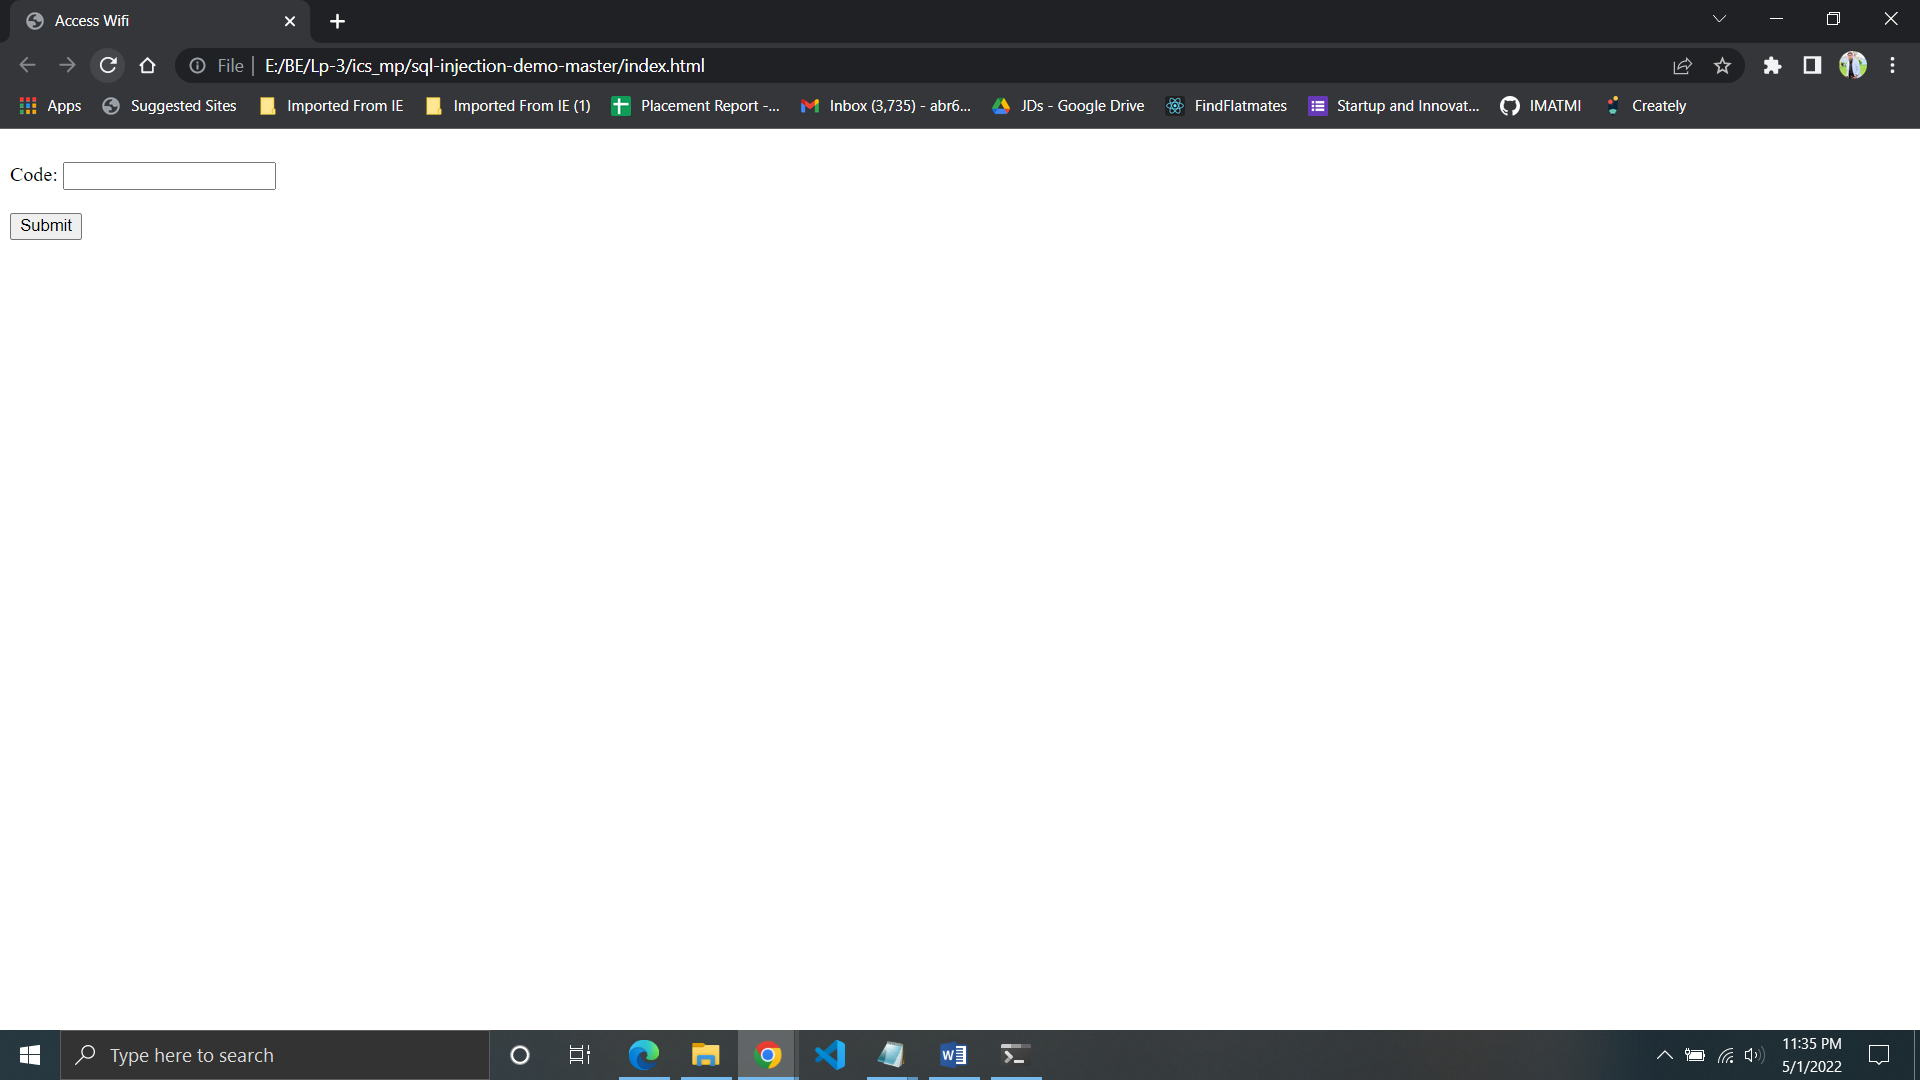 Access Wifi
File | E:/BE/Lp-3/ics_mp/sql-injection-demo-master/index.html
Apps Suggested Sites Imported From IE Imported From IE (1) Placement Report -... Inbox (3,735) - abr6... JDs - Google Drive FindFlatmates Startup and Innovat... IMATMI Creately
Code:
Submit
Type here to search
11:35 PM
5/1/2022